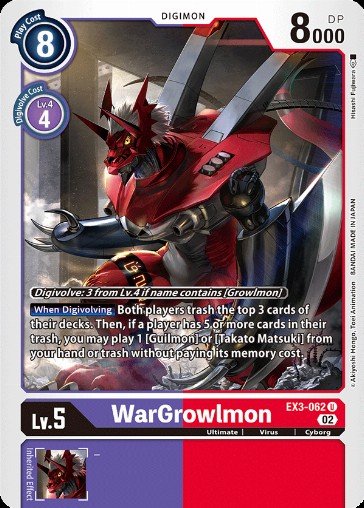 Play Cost
8
DIGIMON
8000
DP
Digivolve Cost
Lv.4
4
Hisashi Fujiwara
Digivolve: 3 from Lv.4 if name contains [Growlmon]
When Digivolving Both players trash the top 3 cards of
their decks. Then, if a player has 5 or more cards in their
trash, you may play 1 [Guilmon] or [Takato Matsuki] from
your hand or trash without paying its memory cost.
© Akiyoshi Hongo, Toei Animation BANDAI MADE IN JAPAN
Lv.5
WarGrowlmon
EX3-062 U
02
Ultimate
Virus
Cyborg
Inherited Effect
-